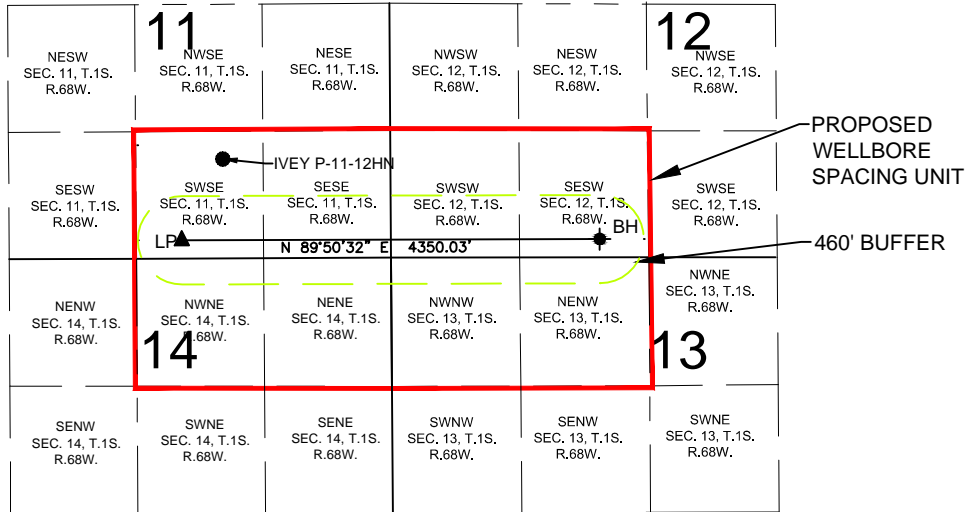 11
12
NESW
SEC. 11, T.1S.
R.68W.
NWSE
SEC. 11, T.1S.
R.68W.
NESE
SEC. 11, T.1S.
R.68W.
NWSW
SEC. 12, T.1S.
R.68W.
NESW
SEC. 12, T.1S.
R.68W.
NWSE
SEC. 12, T.1S.
R.68W.
PROPOSED
WELLBORE
SPACING UNIT
IVEY P-11-12HN
SESW
SEC. 11, T.1S.
R.68W.
SWSE
SEC. 11, T.1S.
R.68W.
SESE
SEC. 11, T.1S.
R.68W.
SWSW
SEC. 12, T.1S.
R.68W.
SESW
SEC. 12, T.1S.
R.68W.
SWSE
SEC. 12, T.1S.
R.68W.
LP
BH
N 89°50'32" E 4350.03'
460' BUFFER
NENW
SEC. 14, T.1S.
R.68W.
NWNE
SEC. 14, T.1S.
R.68W.
NENE
SEC. 14, T.1S.
R.68W.
NWNW
SEC. 13, T.1S.
R.68W.
NENW
SEC. 13, T.1S.
R.68W.
NWNE
SEC. 13, T.1S.
R.68W.
14
13
SENW
SEC. 14, T.1S.
R.68W.
SWNE
SEC. 14, T.1S.
R.68W.
SENE
SEC. 14, T.1S.
R.68W.
SWNW
SEC. 13, T.1S.
R.68W.
SENW
SEC. 13, T.1S.
R.68W.
SWNE
SEC. 13, T.1S.
R.68W.